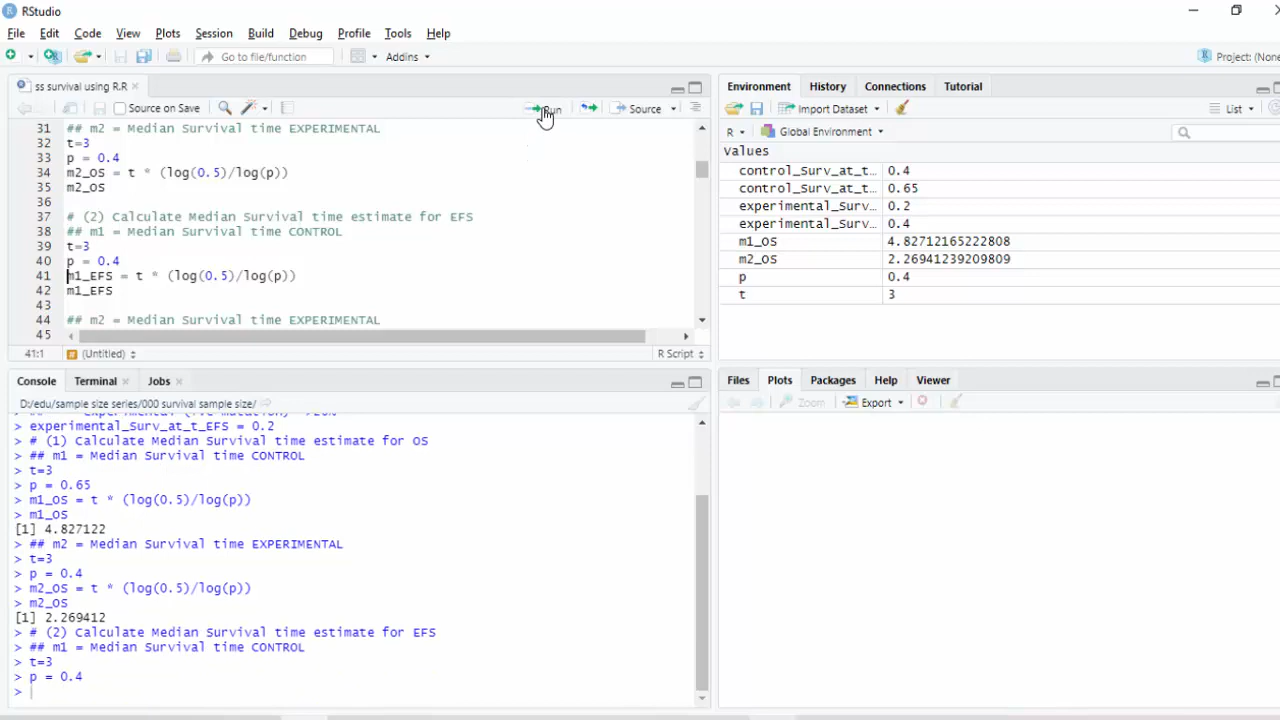 RStudio
File Edit Code View Plots Session Build Debug Profile Tools Help
Go to file/function Addins Project: (None
ss survival using R.R
Source on Save Run Source
31 ## m2 = Median Survival time EXPERIMENTAL
32 t=3
33 p = 0.4
34 m2_OS = t * (log(0.5)/log(p))
35 m2_OS
36
37 # (2) Calculate Median Survival time estimate for EFS
38 ## m1 = Median Survival time CONTROL
39 t=3
40 p = 0.4
41 m1_EFS = t * (log(0.5)/log(p))
42 m1_EFS
43
44 ## m2 = Median Survival time EXPERIMENTAL
45
41:1 (Untitled) R Script
Console Terminal Jobs
D:/edu/sample size series/000 survival sample size/
> experimental_Surv_at_t_EFS = 0.2
> # (1) Calculate Median Survival time estimate for OS
> ## m1 = Median Survival time CONTROL
> t=3
> p = 0.65
> m1_OS = t * (log(0.5)/log(p))
> m1_OS
[1] 4.827122
> ## m2 = Median Survival time EXPERIMENTAL
> t=3
> p = 0.4
> m2_OS = t * (log(0.5)/log(p))
> m2_OS
[1] 2.269412
> # (2) Calculate Median Survival time estimate for EFS
> ## m1 = Median Survival time CONTROL
> t=3
> p = 0.4
>
Environment History Connections Tutorial
Import Dataset List
R Global Environment
Values
control_Surv_at_t… 0.4
control_Surv_at_t… 0.65
experimental_Surv… 0.2
experimental_Surv… 0.4
m1_OS 4.82712165222808
m2_OS 2.26941239209809
p 0.4
t 3
Files Plots Packages Help Viewer
Zoom Export